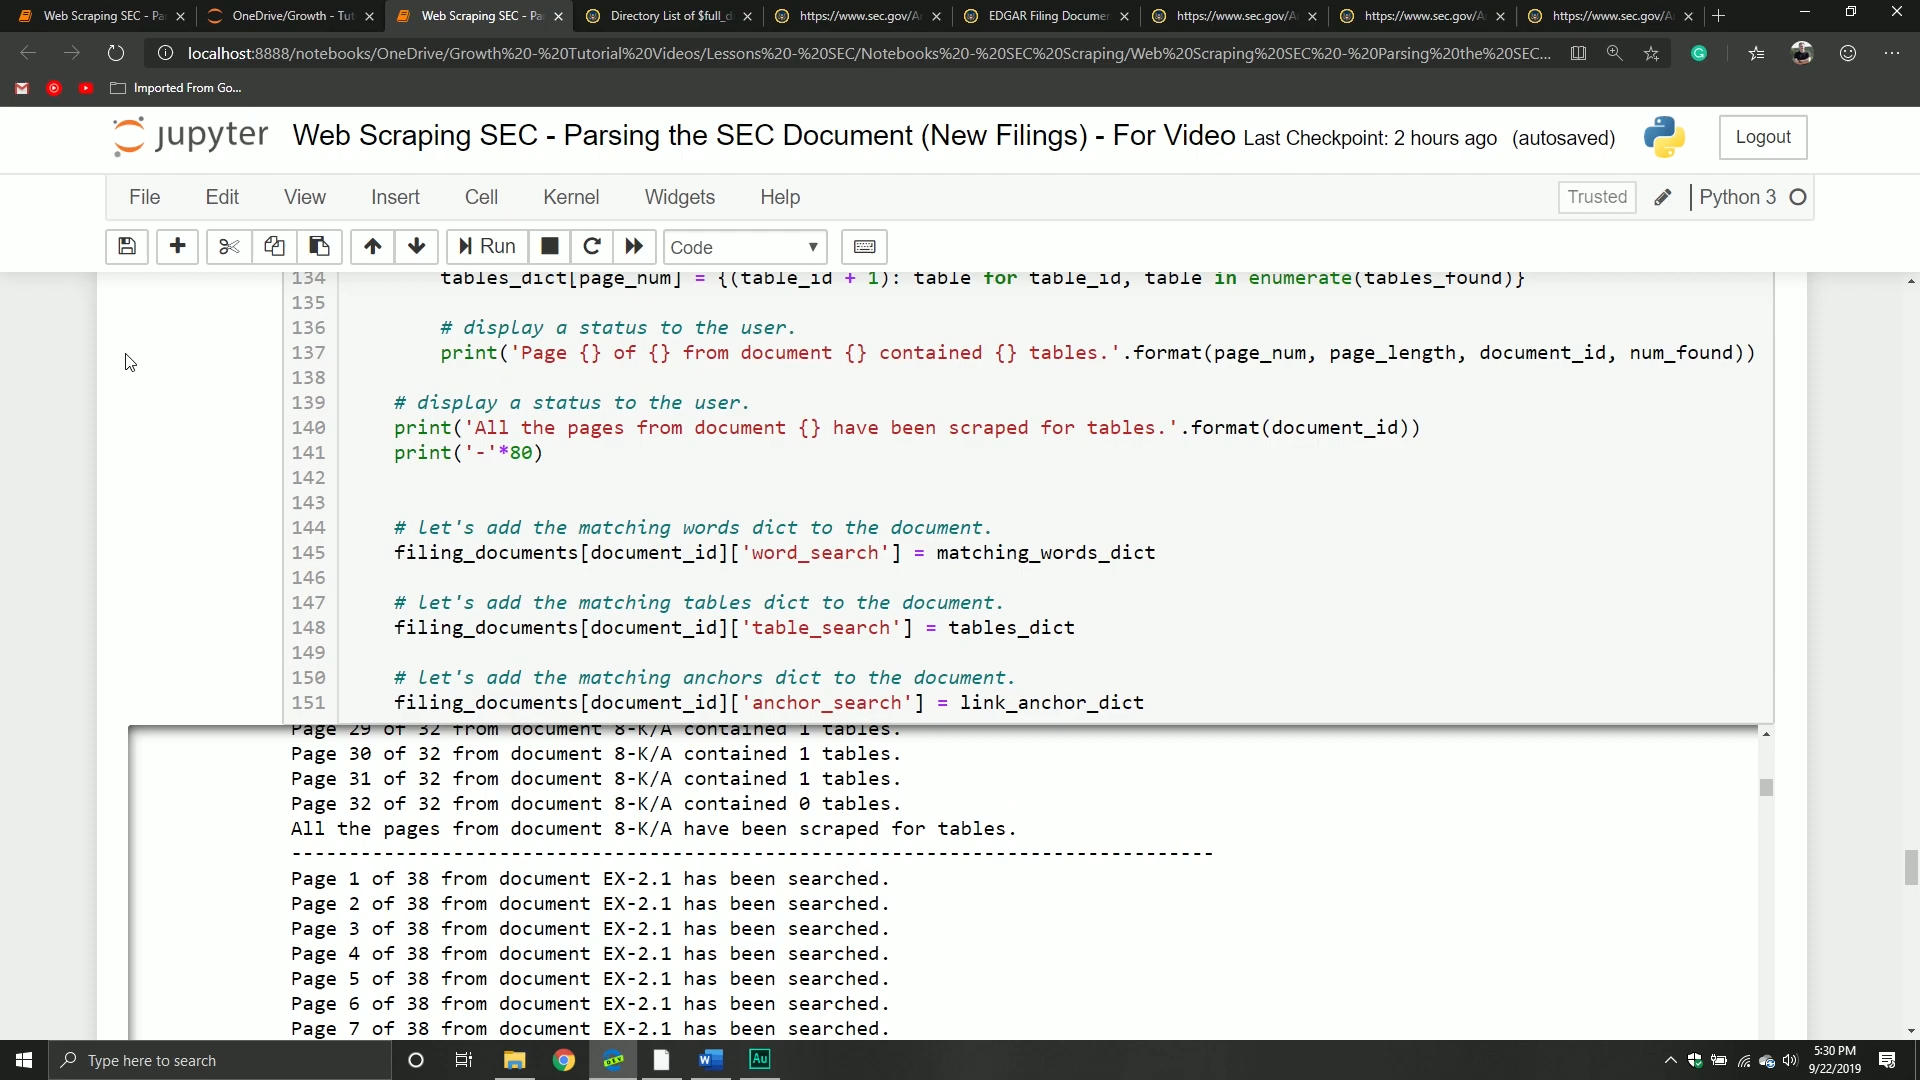 Web Scraping SEC - Pa
OneDrive/Growth - Tut
Web Scraping SEC - Pa
Directory List of $full_d
https://www.sec.gov/A
EDGAR Filing Documen
https://www.sec.gov/A
https://www.sec.gov/A
https://www.sec.gov/A
localhost:8888/notebooks/OneDrive/Growth%20-%20Tutorial%20Videos/Lessons%20-%20SEC/Notebooks%20-%20SEC%20Scraping/Web%20Scraping%20SEC%20-%20Parsing%20the%20SEC...
Imported From Go...
jupyter Web Scraping SEC - Parsing the SEC Document (New Filings) - For Video Last Checkpoint: 2 hours ago (autosaved)
Logout
File Edit View Insert Cell Kernel Widgets Help Trusted Python 3
Run Code
134 tables_dict[page_num] = {(table_id + 1): table for table_id, table in enumerate(tables_found)}
135
136 # display a status to the user.
137 print('Page {} of {} from document {} contained {} tables.'.format(page_num, page_length, document_id, num_found))
138
139 # display a status to the user.
140 print('All the pages from document {} have been scraped for tables.'.format(document_id))
141 print('-'*80)
142
143
144 # let's add the matching words dict to the document.
145 filing_documents[document_id]['word_search'] = matching_words_dict
146
147 # let's add the matching tables dict to the document.
148 filing_documents[document_id]['table_search'] = tables_dict
149
150 # let's add the matching anchors dict to the document.
151 filing_documents[document_id]['anchor_search'] = link_anchor_dict
Page 29 of 32 from document 8-K/A contained 1 tables.
Page 30 of 32 from document 8-K/A contained 1 tables.
Page 31 of 32 from document 8-K/A contained 1 tables.
Page 32 of 32 from document 8-K/A contained 0 tables.
All the pages from document 8-K/A have been scraped for tables.
--------------------------------------------------------------------------------
Page 1 of 38 from document EX-2.1 has been searched.
Page 2 of 38 from document EX-2.1 has been searched.
Page 3 of 38 from document EX-2.1 has been searched.
Page 4 of 38 from document EX-2.1 has been searched.
Page 5 of 38 from document EX-2.1 has been searched.
Page 6 of 38 from document EX-2.1 has been searched.
Page 7 of 38 from document EX-2.1 has been searched.
Type here to search
DEV
Au
5:30 PM
9/22/2019